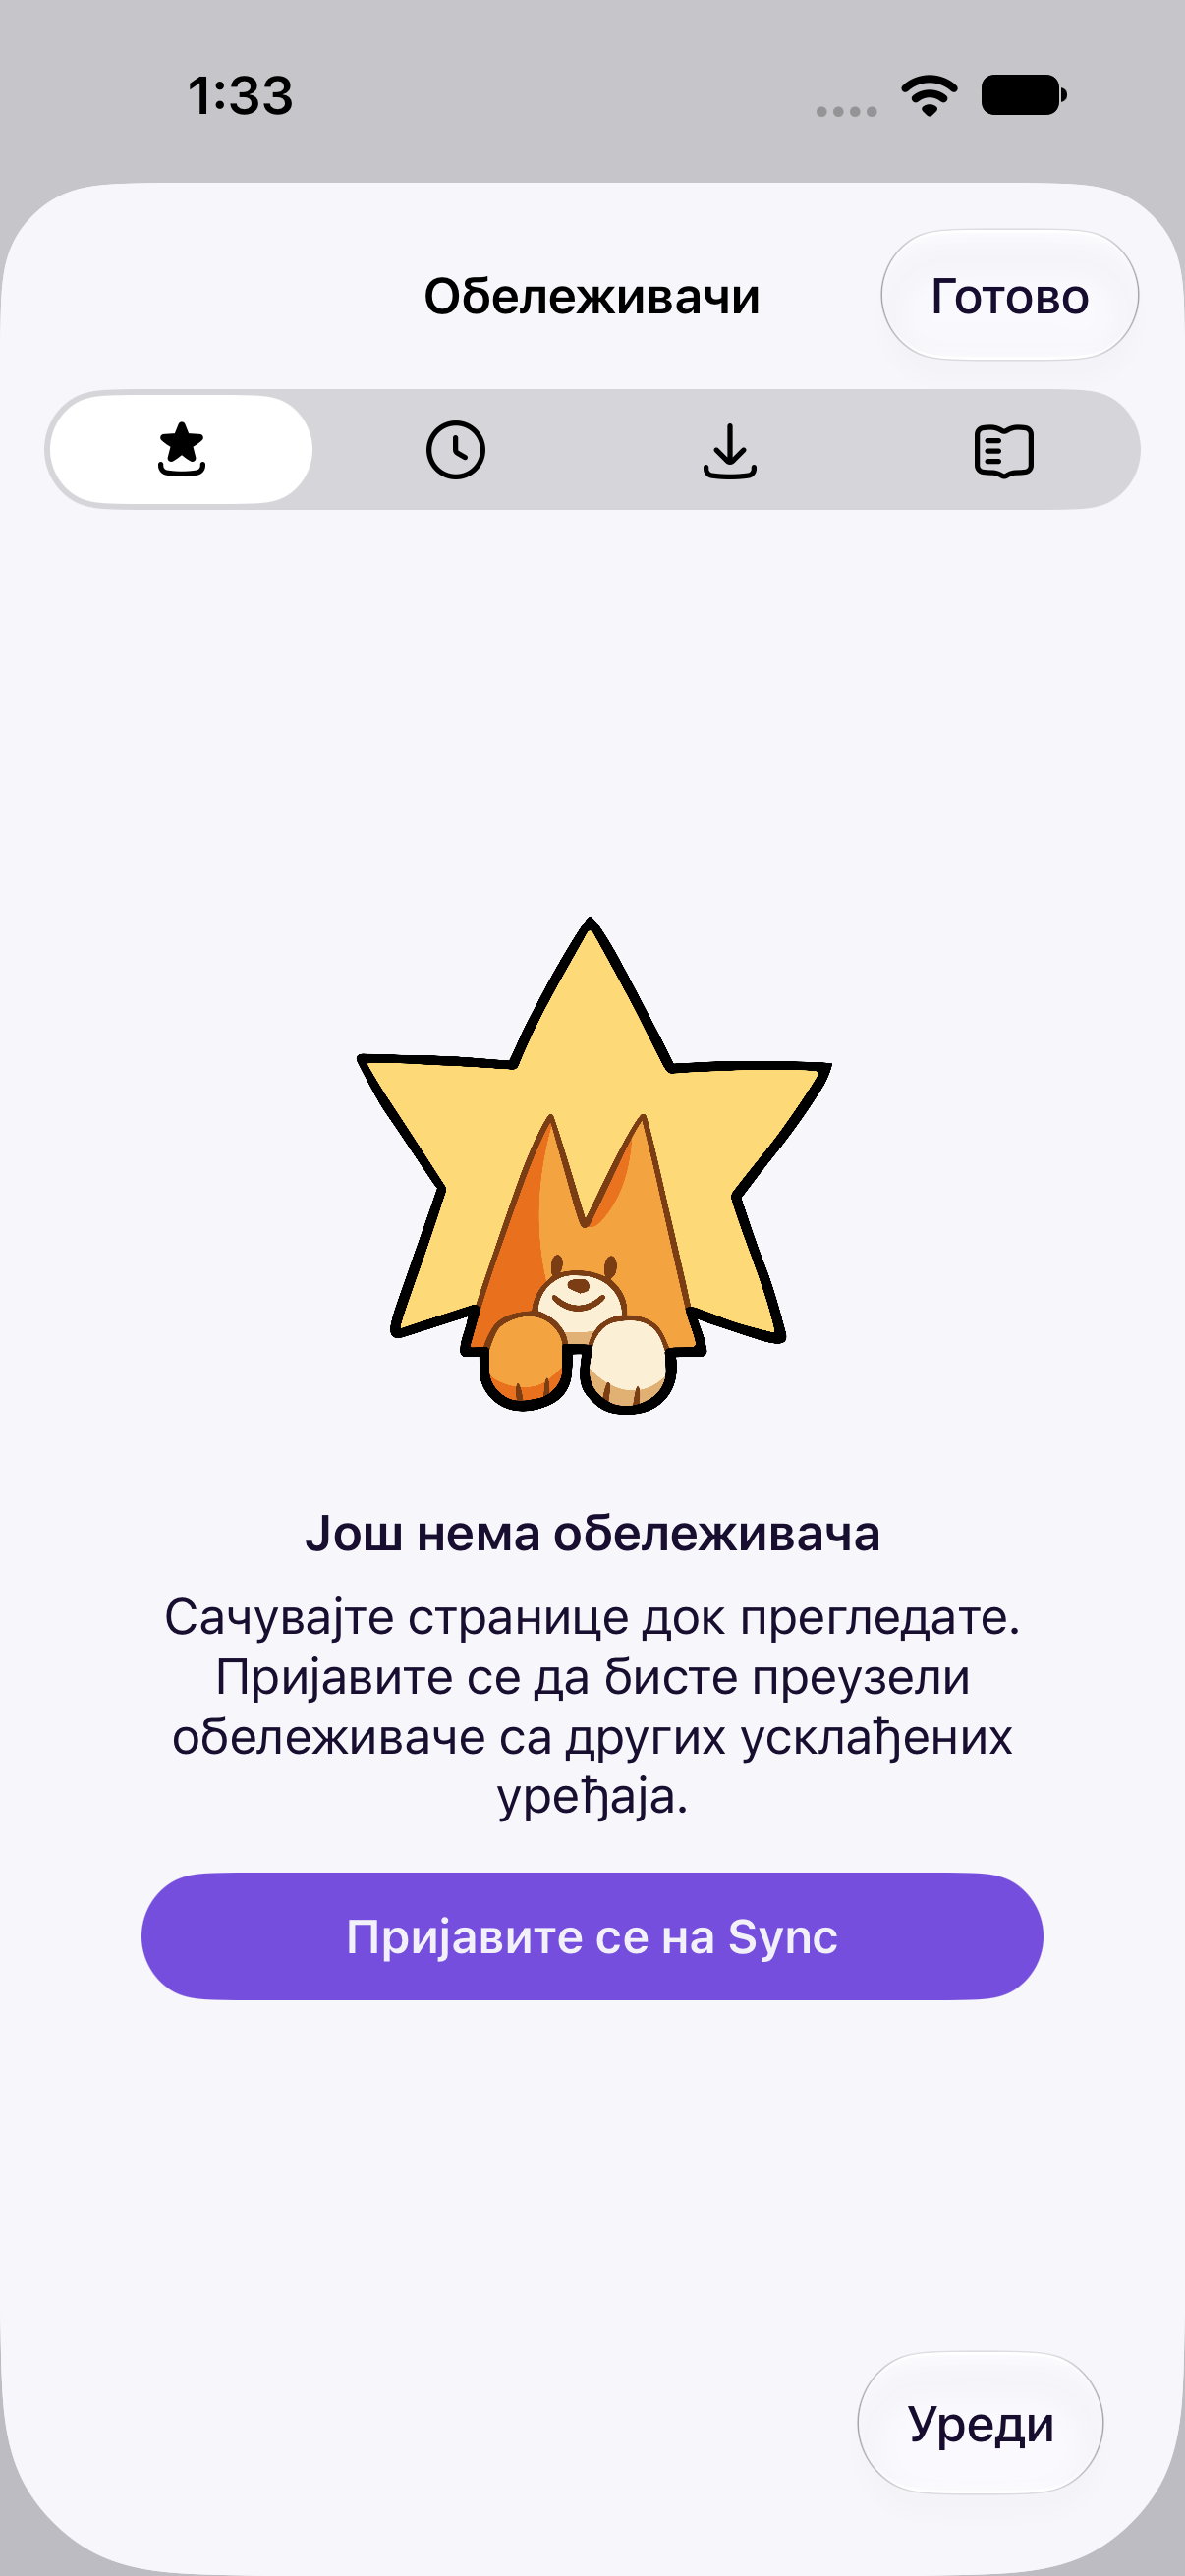 1:33
Обележивачи
Готово
Још нема обележивача
Сачувајте странице док прегледате.
Пријавите се да бисте преузели
обележиваче са других усклађених
уређаја.
Пријавите се на Sync
Уреди